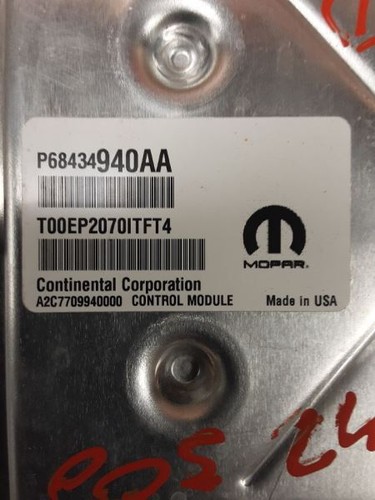 P68434940AA
T00EP2070ITFT4
MOPAR®
Continental Corporation
A2C7709940000 CONTROL MODULE Made in USA